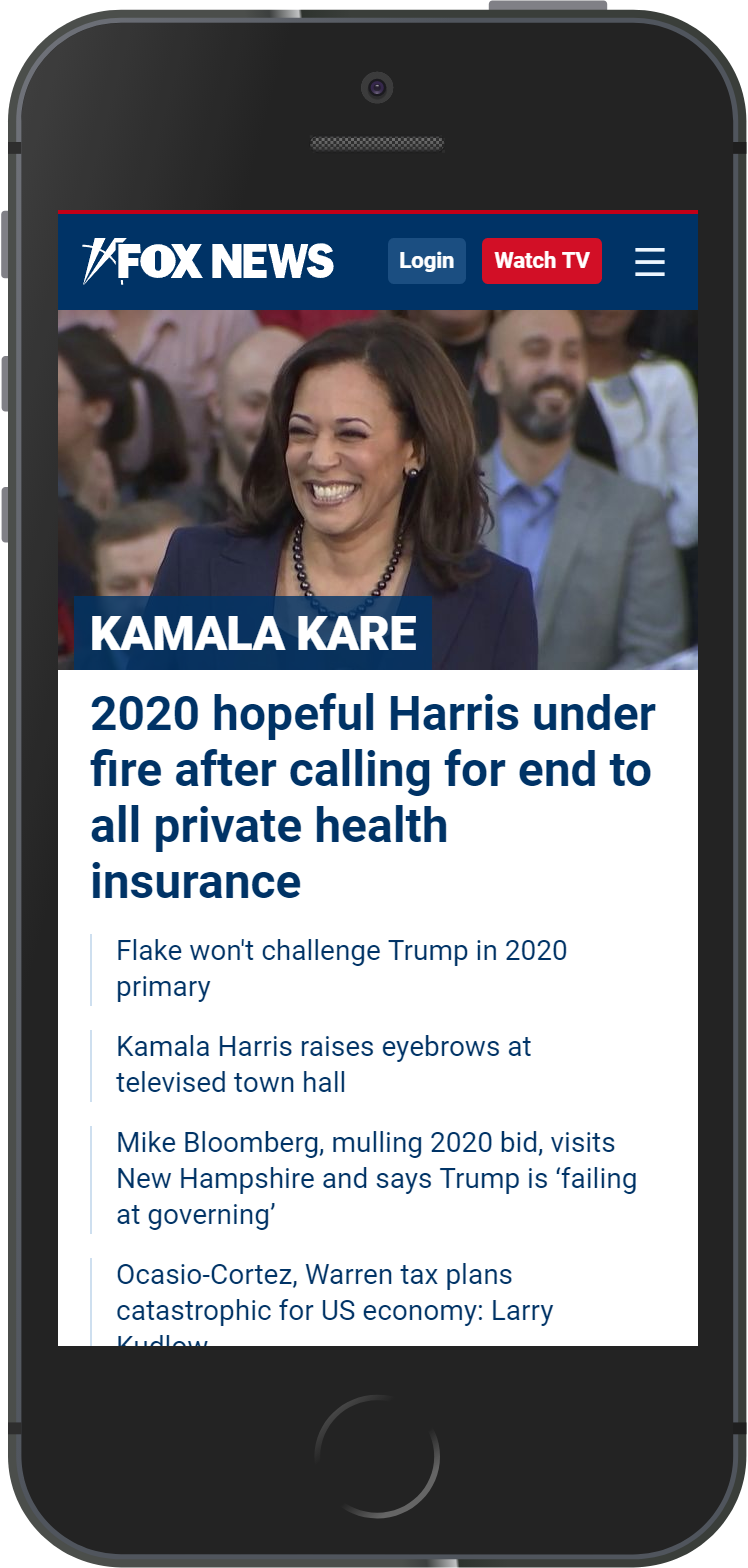 FOX NEWS
Login
Watch TV
KAMALA KARE
2020 hopeful Harris under
fire after calling for end to
all private health
insurance
Flake won't challenge Trump in 2020
primary
Kamala Harris raises eyebrows at
televised town hall
Mike Bloomberg, mulling 2020 bid, visits
New Hampshire and says Trump is ‘failing
at governing’
Ocasio-Cortez, Warren tax plans
catastrophic for US economy: Larry
Kudlow